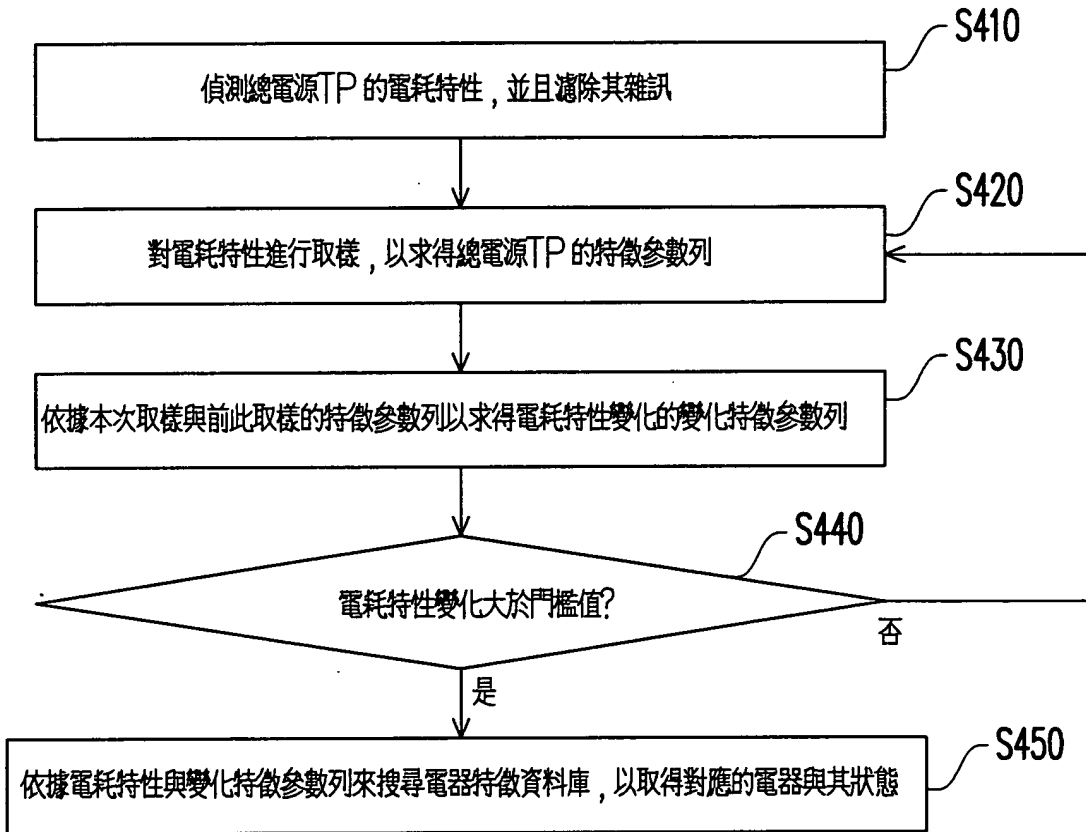 S410
偵測總電源TP的電耗特性,並且濾除其雜訊
S420
對電耗特性進行取樣,以求得總電源TP的特徵參數列
S430
依據本次取樣與前此取樣的特徵參數列以求得電耗特性變化的變化特徵參數列
S440
電耗特性變化大於門檻值?
否
是
S450
依據電耗特性與變化特徵參數列來搜尋電器特徵資料庫,以取得對應的電器與其狀態